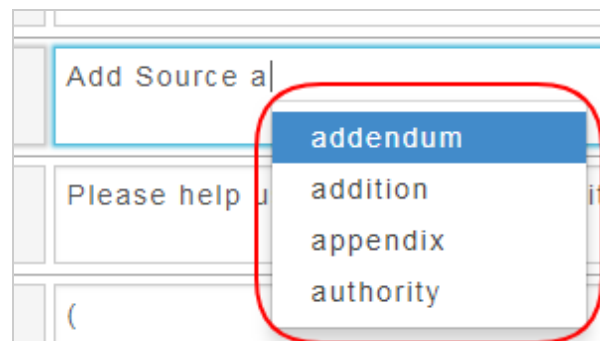 Add Source a
addendum
addition
appendix
authority
Please help u
(